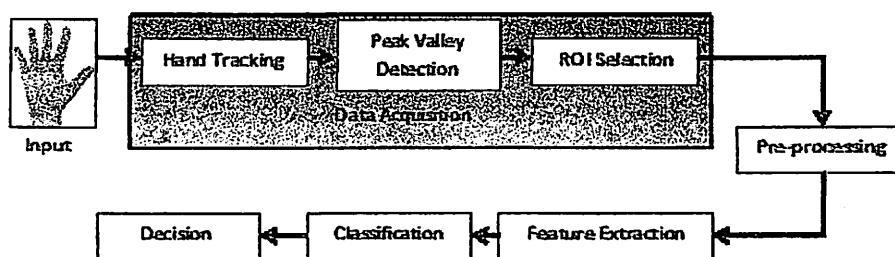 Input
Hand Tracking
Peak Valley
Detection
ROI Selection
Data Acquisition
Pre-processing
Feature Extraction
Classification
Decision